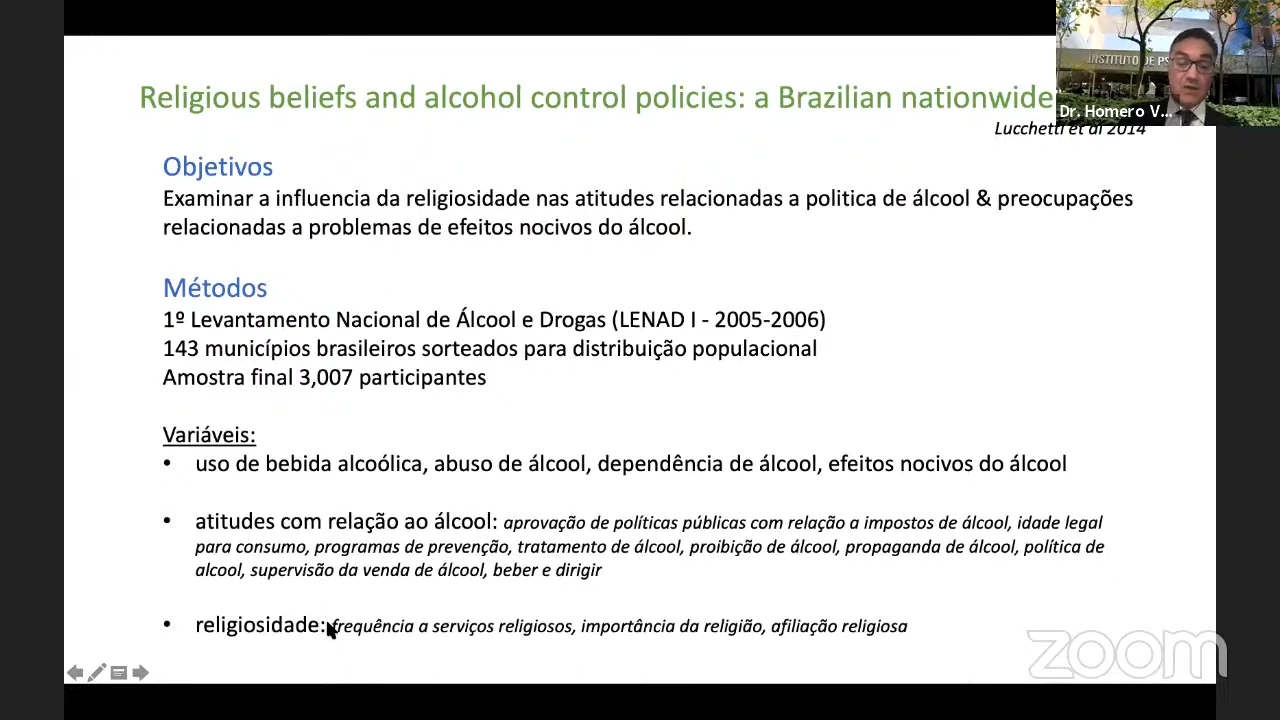 INSTITUTO DE PS
Dr. Homero V...
Religious beliefs and alcohol control policies: a Brazilian nationwide
Lucchetti et al 2014
Objetivos
Examinar a influencia da religiosidade nas atitudes relacionadas a politica de álcool & preocupações
relacionadas a problemas de efeitos nocivos do álcool.
Métodos
1º Levantamento Nacional de Álcool e Drogas (LENAD I - 2005-2006)
143 municípios brasileiros sorteados para distribuição populacional
Amostra final 3,007 participantes
Variáveis:
• uso de bebida alcoólica, abuso de álcool, dependência de álcool, efeitos nocivos do álcool
• atitudes com relação ao álcool: aprovação de políticas públicas com relação a impostos de álcool, idade legal
para consumo, programas de prevenção, tratamento de álcool, proibição de álcool, propaganda de álcool, política de
alcool, supervisão da venda de álcool, beber e dirigir
• religiosidade: frequência a serviços religiosos, importância da religião, afiliação religiosa
zoom